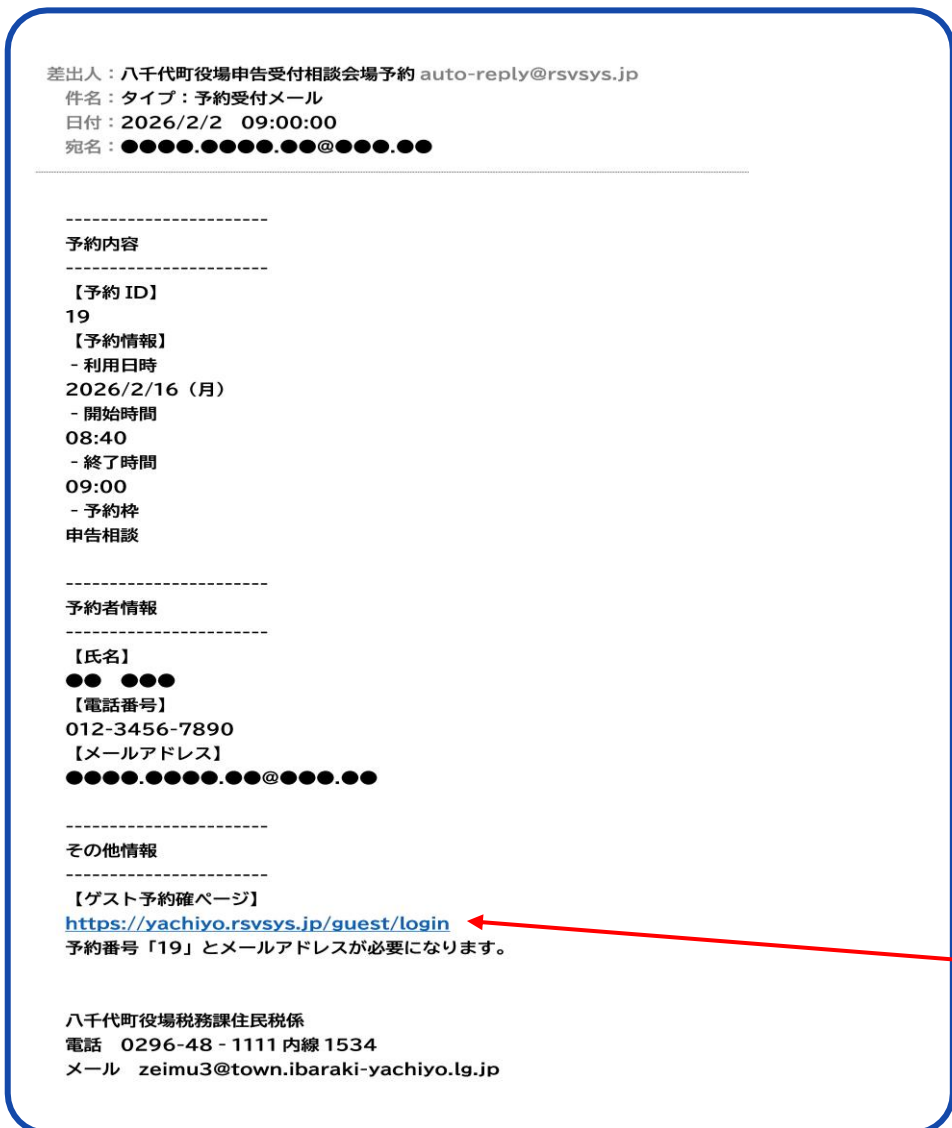 差出人：八千代町役場申告受付相談会場予約 auto-reply@rsvsys.jp
件名：タイプ：予約受付メール
日付：2026/2/2　09:00:00
宛名：●●●●.●●●●.●●@●●●.●●
-----------------------
予約内容
-----------------------
【予約 ID】
19
【予約情報】
- 利用日時
2026/2/16（月）
- 開始時間
08:40
- 終了時間
09:00
- 予約枠
申告相談
-----------------------
予約者情報
-----------------------
【氏名】
●●　●●●
【電話番号】
012-3456-7890
【メールアドレス】
●●●●.●●●●.●●@●●●.●●
-----------------------
その他情報
-----------------------
【ゲスト予約確ページ】
https://yachiyo.rsvsys.jp/guest/login
予約番号「19」とメールアドレスが必要になります。
八千代町役場税務課住民税係
電話　0296-48‐1111 内線 1534
メール　zeimu3@town.ibaraki-yachiyo.lg.jp